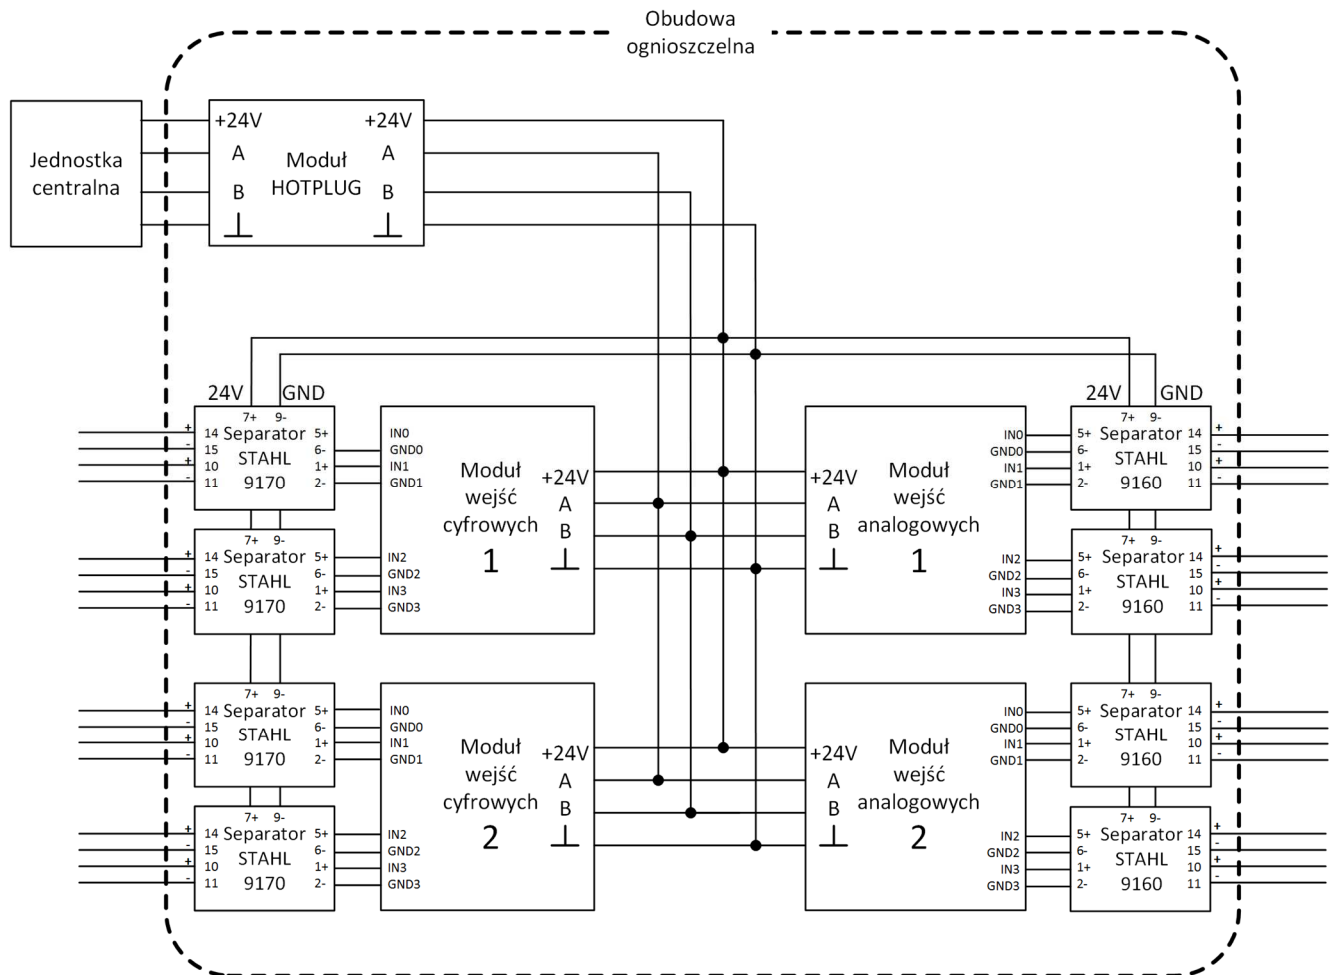 Obudowa
ognioszczelna
Jednostka
centralna
+24V
A
B
Moduł
HOTPLUG
+24V
A
B
24V GND
7+ 9-
Separator
STAHL
9170
+ 14
- 15
+ 10
- 11
5+
6-
1+
2-
IN0
GND0
IN1
GND1
7+ 9-
Separator
STAHL
9170
+ 14
- 15
+ 10
- 11
5+
6-
1+
2-
IN2
GND2
IN3
GND3
Moduł
wejść
cyfrowych
1
+24V
A
B
+24V
A
B
Moduł
wejść
analogowych
1
IN0
GND0
IN1
GND1
IN2
GND2
IN3
GND3
24V GND
7+ 9-
5+
6-
1+
2-
Separator
STAHL
9160
14 +
15 -
10 +
11 -
7+ 9-
5+
6-
1+
2-
Separator
STAHL
9160
14 +
15 -
10 +
11 -
7+ 9-
Separator
STAHL
9170
+ 14
- 15
+ 10
- 11
5+
6-
1+
2-
IN0
GND0
IN1
GND1
7+ 9-
Separator
STAHL
9170
+ 14
- 15
+ 10
- 11
5+
6-
1+
2-
IN2
GND2
IN3
GND3
Moduł
wejść
cyfrowych
2
+24V
A
B
+24V
A
B
Moduł
wejść
analogowych
2
IN0
GND0
IN1
GND1
IN2
GND2
IN3
GND3
7+ 9-
5+
6-
1+
2-
Separator
STAHL
9160
14 +
15 -
10 +
11 -
7+ 9-
5+
6-
1+
2-
Separator
STAHL
9160
14 +
15 -
10 +
11 -